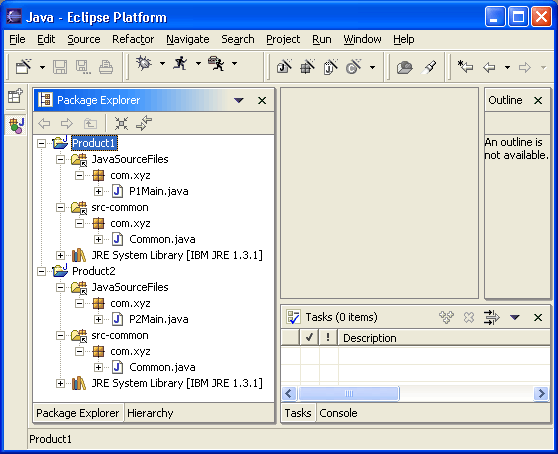 Java - Eclipse Platform
File Edit Source Refactor Navigate Search Project Run Window Help
Package Explorer
Product1
JavaSourceFiles
com.xyz
P1Main.java
src-common
com.xyz
Common.java
JRE System Library [IBM JRE 1.3.1]
Product2
JavaSourceFiles
com.xyz
P2Main.java
src-common
com.xyz
Common.java
JRE System Library [IBM JRE 1.3.1]
Package Explorer Hierarchy
Outline
An outline is
not available.
Tasks (0 items)
! Description
Tasks Console
Product1